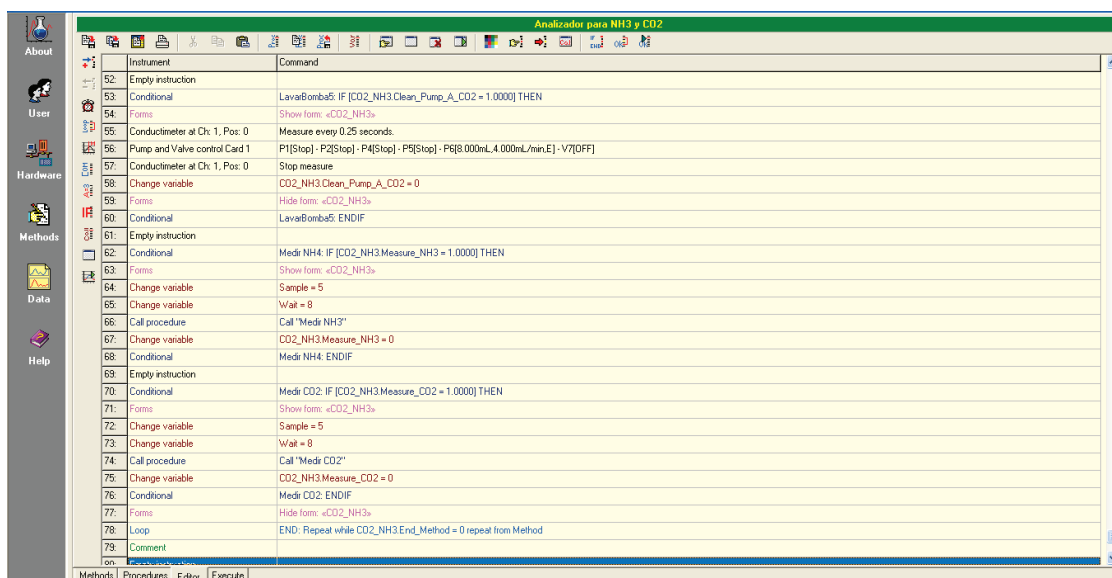 Analizador para NH3 y CO2
About
User
Hardware
Methods
Data
Help
Instrument Command
52: Empty instruction
53: Conditional LavarBomba5: IF [CO2_NH3.Clean_Pump_A_CO2 = 1.0000] THEN
54: Forms Show form: «CO2_NH3»
55: Conductimeter at Ch: 1, Pos: 0 Measure every 0.25 seconds.
56: Pump and Valve control Card 1 P1[Stop] - P2[Stop] - P4[Stop] - P5[Stop] - P6[8.000mL,4.000mL/min,E] - V7[OFF]
57: Conductimeter at Ch: 1, Pos: 0 Stop measure
58: Change variable CO2_NH3.Clean_Pump_A_CO2 = 0
59: Forms Hide form: «CO2_NH3»
60: Conditional LavarBomba5: ENDIF
61: Empty instruction
62: Conditional Medir NH4: IF [CO2_NH3.Measure_NH3 = 1.0000] THEN
63: Forms Show form: «CO2_NH3»
64: Change variable Sample = 5
65: Change variable Wait = 8
66: Call procedure Call "Medir NH3"
67: Change variable CO2_NH3.Measure_NH3 = 0
68: Conditional Medir NH4: ENDIF
69: Empty instruction
70: Conditional Medir CO2: IF [CO2_NH3.Measure_CO2 = 1.0000] THEN
71: Forms Show form: «CO2_NH3»
72: Change variable Sample = 5
73: Change variable Wait = 8
74: Call procedure Call "Medir CO2"
75: Change variable CO2_NH3.Measure_CO2 = 0
76: Conditional Medir CO2: ENDIF
77: Forms Hide form: «CO2_NH3»
78: Loop END: Repeat while CO2_NH3.End_Method = 0 repeat from Method
79: Comment
80: Empty instruction
Methods Procedures Editor Execute